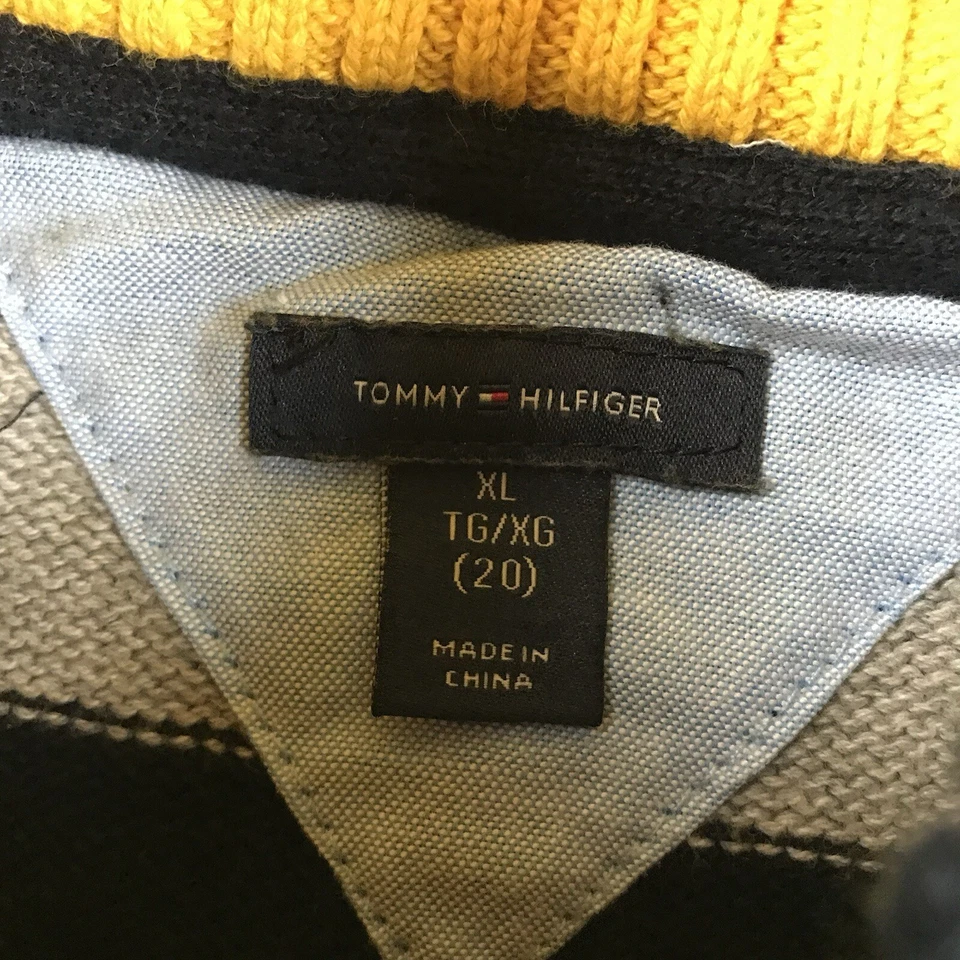 TOMMY HILFIGER
XL
TG/XG
(20)
MADE IN
CHINA